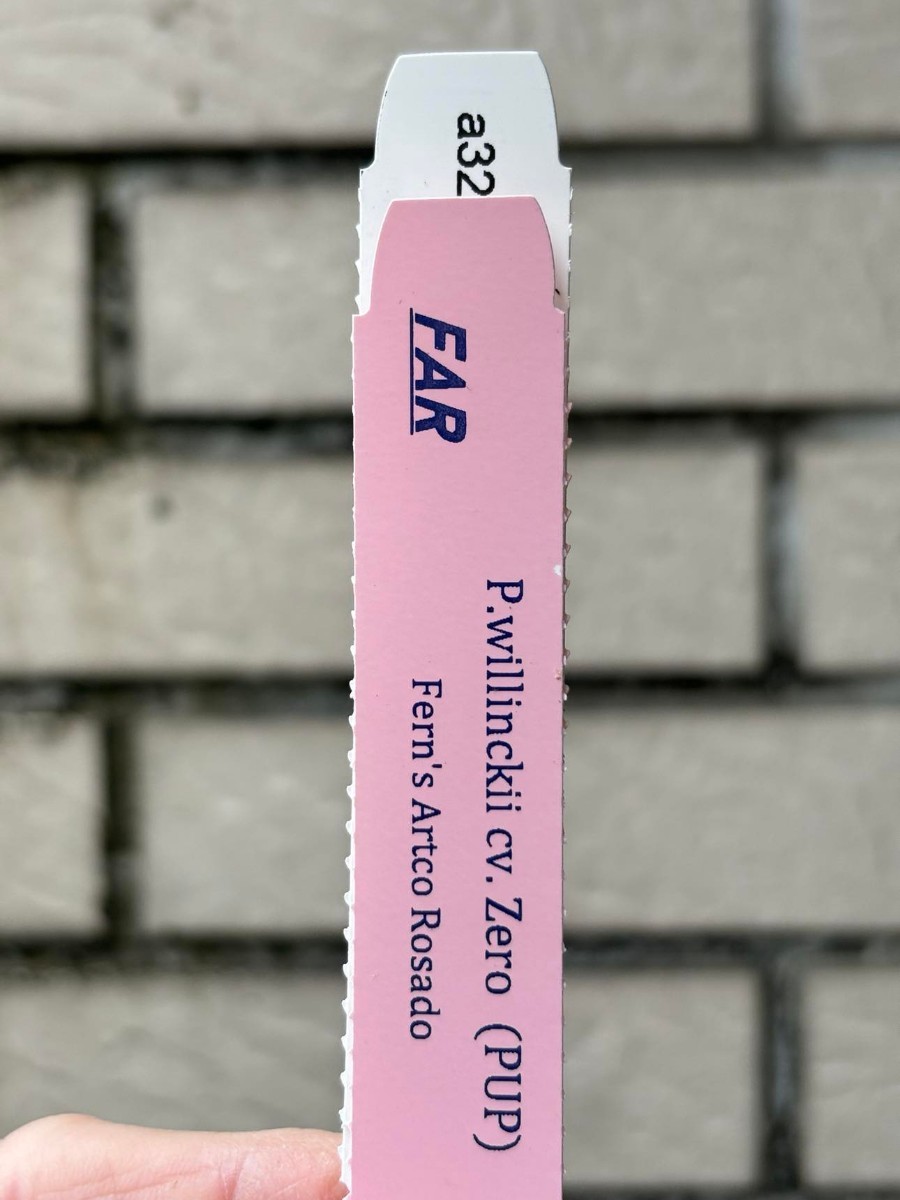 a32
FAR
P.willinckii cv. Zero (PUP)
Fern's Artco Rosado